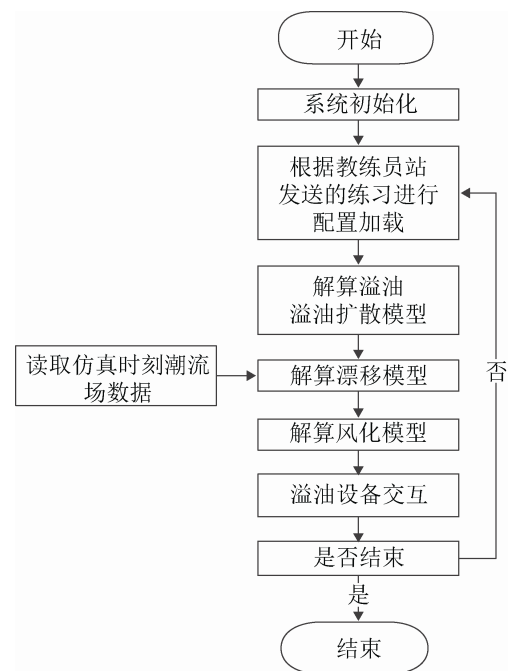 开始
系统初始化
根据教练员站
发送的练习进行
配置加载
解算溢油
溢油扩散模型
读取仿真时刻潮流
场数据
解算漂移模型
否
解算风化模型
溢油设备交互
是否结束
是
结束